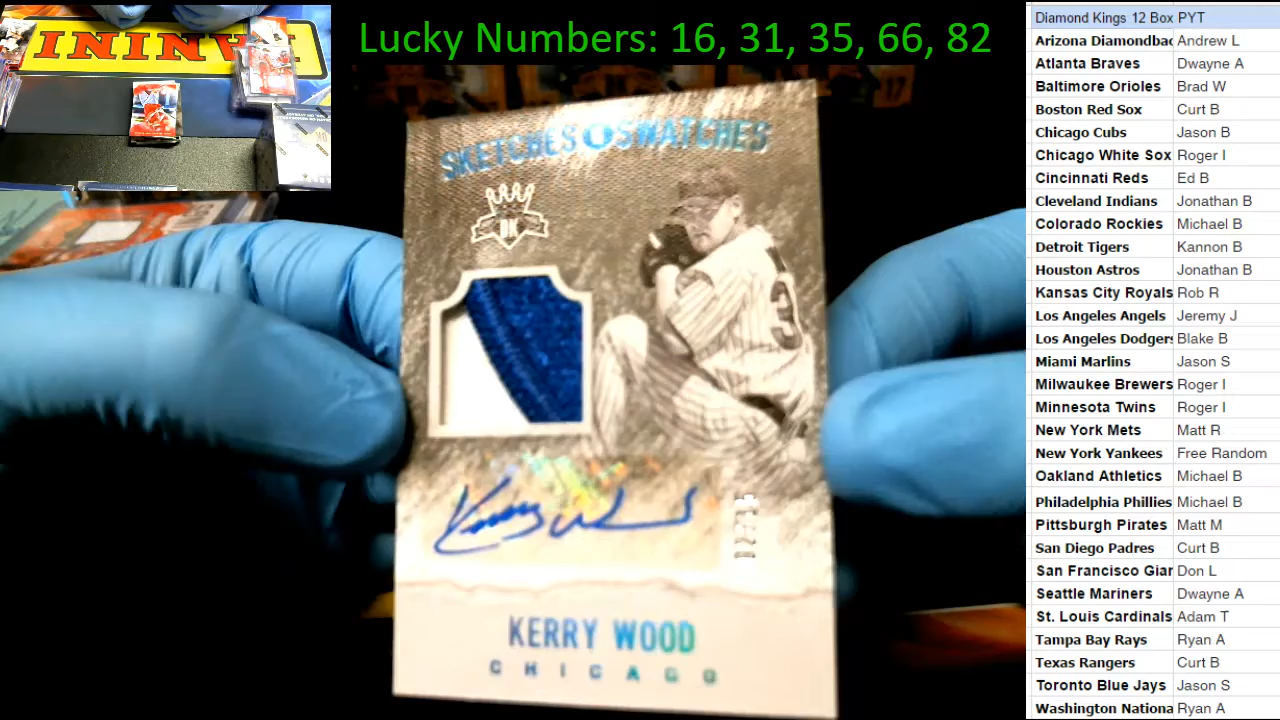 PANINI
Lucky Numbers: 16, 31, 35, 66, 82
SKETCHES & SWATCHES
DK
3
Kerry Wood
KERRY WOOD
CHICAGO
Diamond Kings 12 Box PYT
Arizona Diamondbac Andrew L
Atlanta Braves Dwayne A
Baltimore Orioles Brad W
Boston Red Sox Curt B
Chicago Cubs Jason B
Chicago White Sox Roger I
Cincinnati Reds Ed B
Cleveland Indians Jonathan B
Colorado Rockies Michael B
Detroit Tigers Kannon B
Houston Astros Jonathan B
Kansas City Royals Rob R
Los Angeles Angels Jeremy J
Los Angeles Dodgers Blake B
Miami Marlins Jason S
Milwaukee Brewers Roger I
Minnesota Twins Roger I
New York Mets Matt R
New York Yankees Free Random
Oakland Athletics Michael B
Philadelphia Phillies Michael B
Pittsburgh Pirates Matt M
San Diego Padres Curt B
San Francisco Gian Don L
Seattle Mariners Dwayne A
St. Louis Cardinals Adam T
Tampa Bay Rays Ryan A
Texas Rangers Curt B
Toronto Blue Jays Jason S
Washington Nationa Ryan A